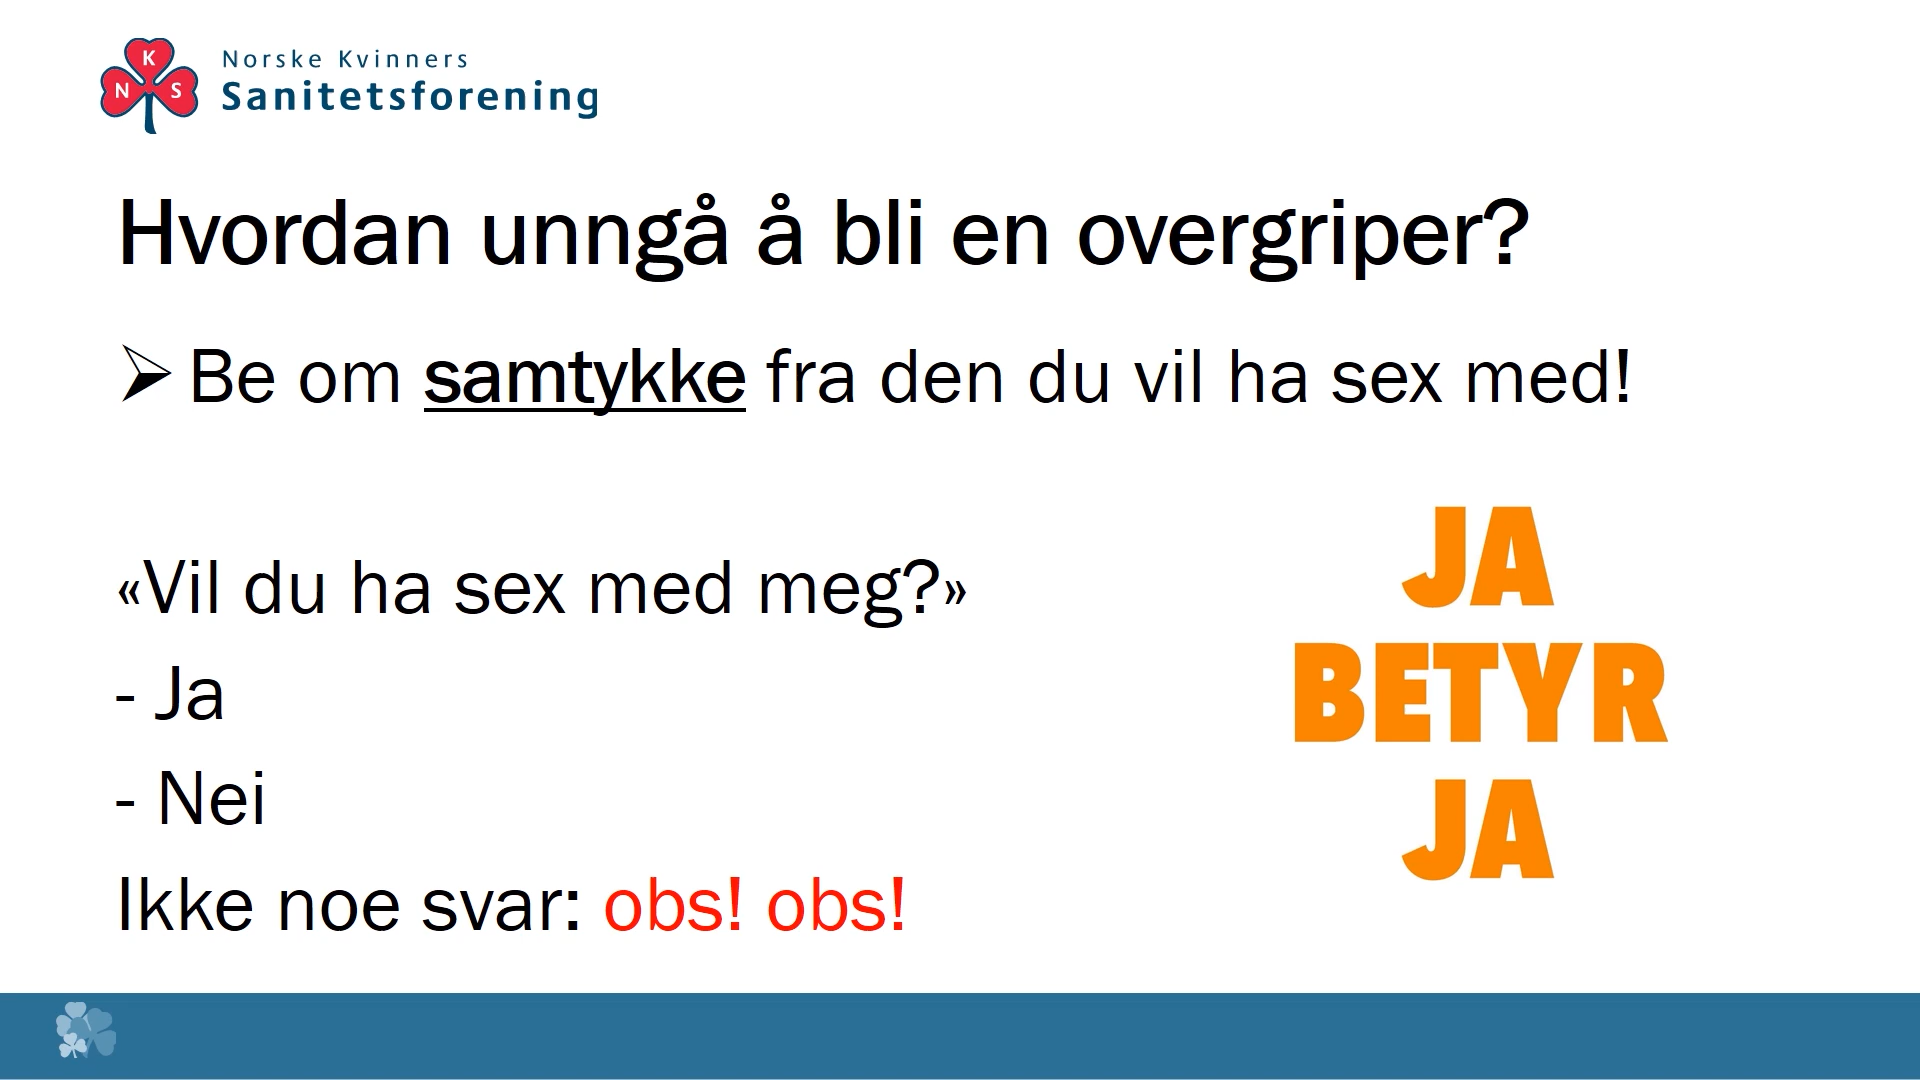 K
N S
Norske Kvinners
Sanitetsforening
Hvordan unngå å bli en overgriper?
Be om samtykke fra den du vil ha sex med!
«Vil du ha sex med meg?»
- Ja
- Nei
Ikke noe svar: obs! obs!
JA
BETYR
JA